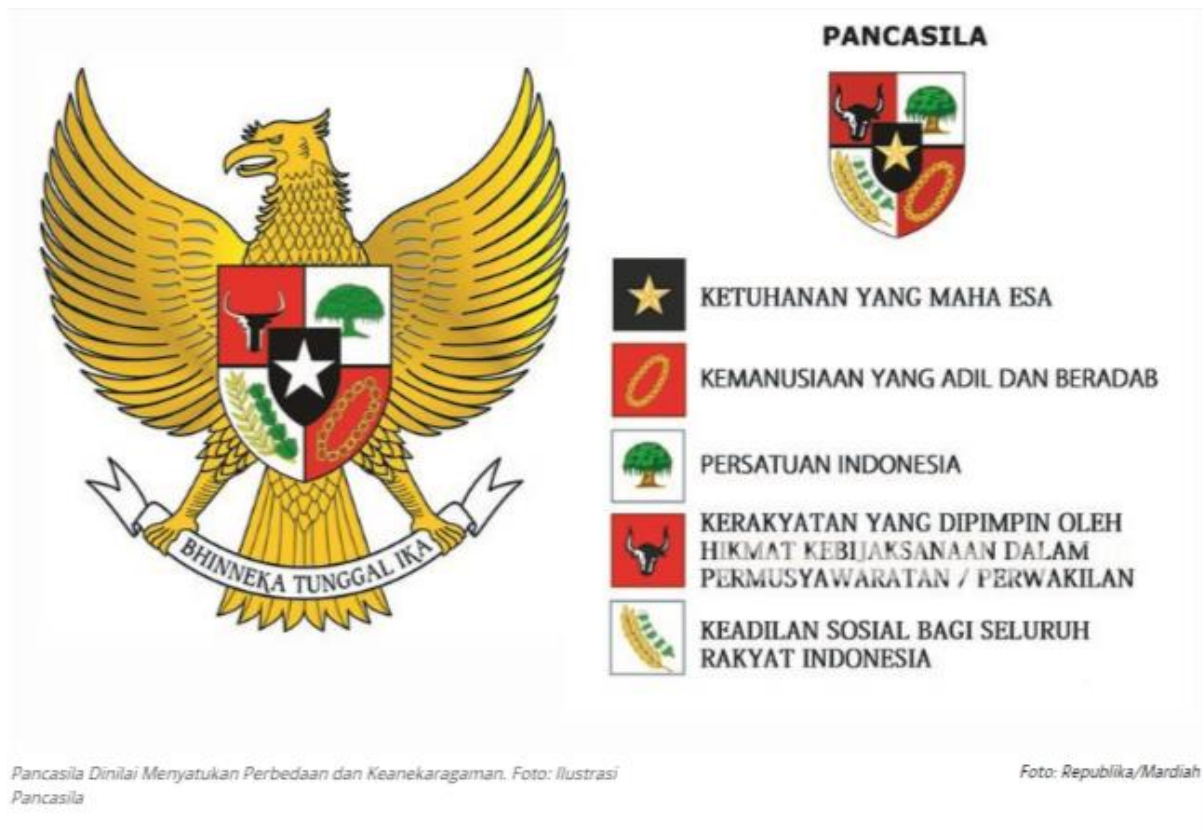 PANCASILA
KETUHANAN YANG MAHA ESA
KEMANUSIAAN YANG ADIL DAN BERADAB
PERSATUAN INDONESIA
KERAKYATAN YANG DIPIMPIN OLEH
HIKMAT KEBIJAKSANAAN DALAM
PERMUSYAWARATAN / PERWAKILAN
KEADILAN SOSIAL BAGI SELURUH
RAKYAT INDONESIA
BHINNEKA TUNGGAL IKA
Pancasila Dinilai Menyatukan Perbedaan dan Keanekaragaman. Foto: Ilustrasi
Pancasila
Foto: Republika/Mardiah